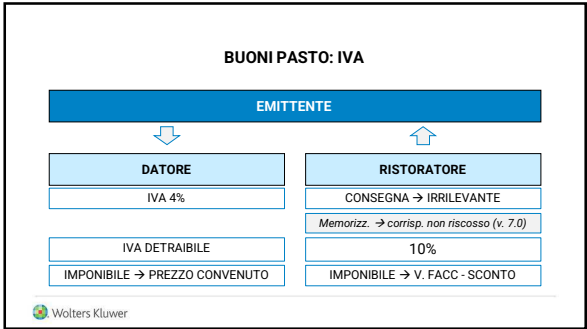 BUONI PASTO: IVA
EMITTENTE
DATORE
RISTORATORE
IVA 4%
CONSEGNA → IRRILEVANTE
Memorizz. → corrisp. non riscosso (v. 7.0)
IVA DETRAIBILE
10%
IMPONIBILE → PREZZO CONVENUTO
IMPONIBILE → V. FACC - SCONTO
Wolters Kluwer